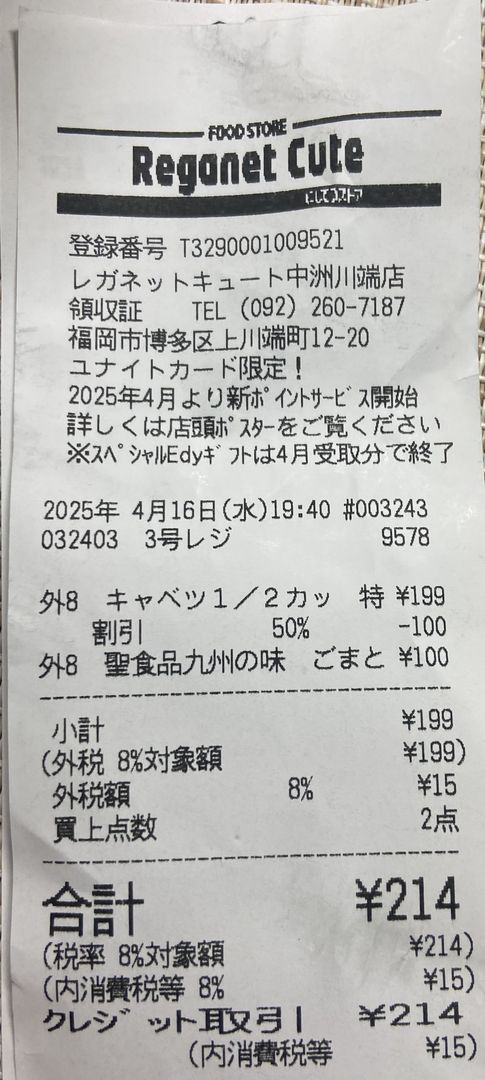 FOOD STORE
Reganet Cute
にしてつストア
登録番号 T3290001009521
レガネットキュート中洲川端店
領収証 TEL (092) 260-7187
福岡市博多区上川端町12-20
ユナイトカード限定!
2025年4月より新ﾎﾟｲﾝﾄｻｰﾋﾞｽ開始
詳しくは店頭ﾎﾟｽﾀｰをご覧ください
※ｽﾍﾟｼｬﾙEdyｷﾞﾌﾄは4月受取分で終了
2025年 4月16日(水)19:40 #003243
032403 3号レジ 9578
外8 キャベツ1/2カッ 特 ¥199
割引 50% -100
外8 聖食品九州の味 ごまと ¥100
小計 ¥199
(外税 8%対象額 ¥199)
外税額 8% ¥15
買上点数 2点
合計 ¥214
(税率 8%対象額 ¥214)
(内消費税等 8% ¥15)
クレジット取引 ¥214
(内消費税等 ¥15)